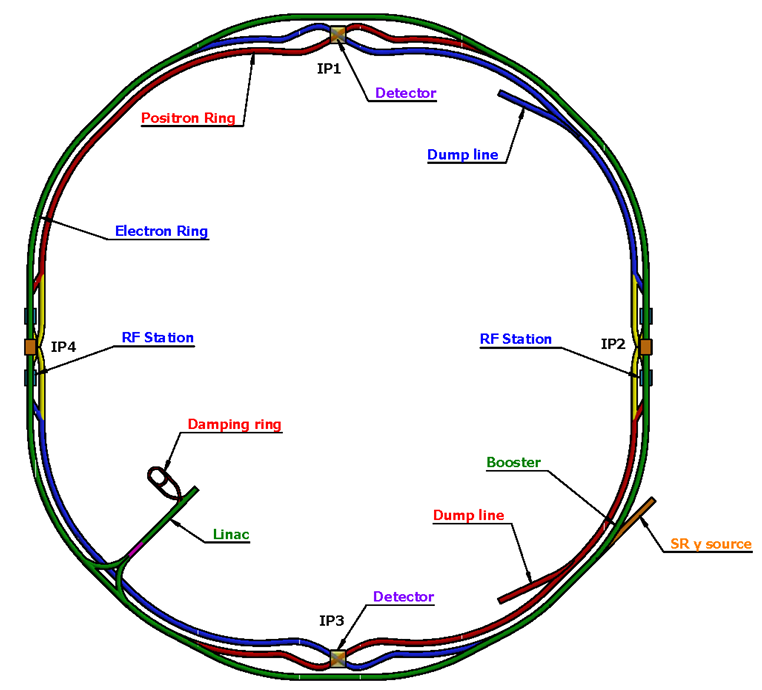 IP1
Detector
Positron Ring
Dump line
Electron Ring
RF Station
IP4
RF Station
IP2
Damping ring
Booster
Linac
Dump line
SR γ source
Detector
IP3